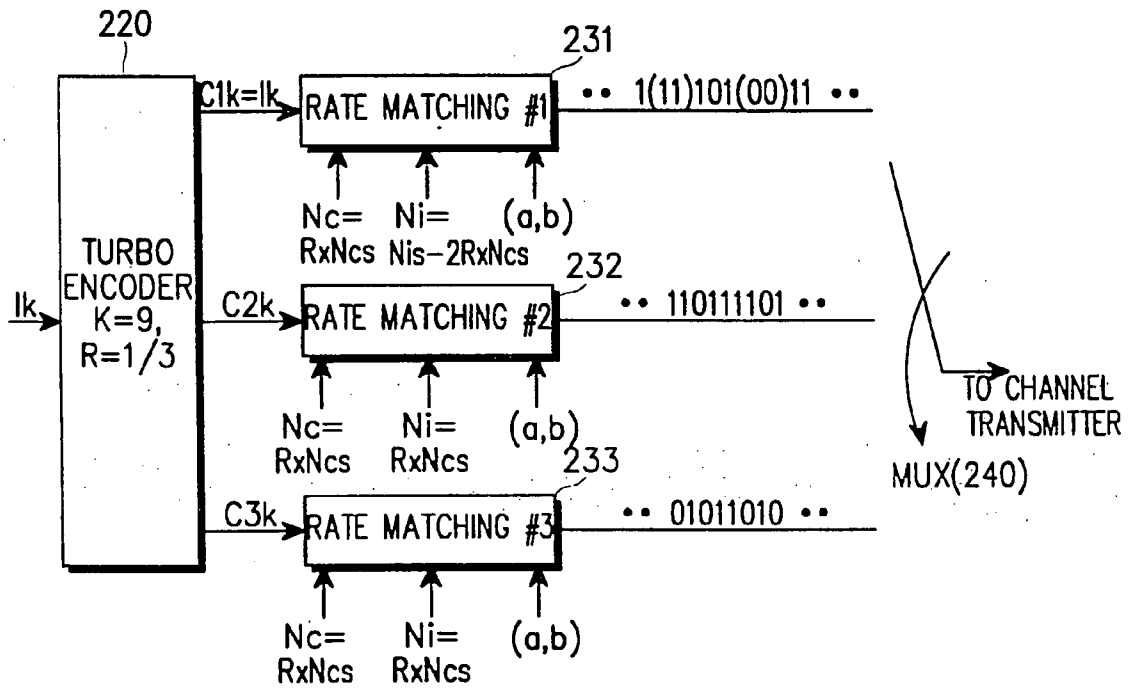 220
231
C1k=Ik
RATE MATCHING #1
•• 1(11)101(00)11 ••
Nc=
RxNcs
Ni=
Nis-2RxNcs
(a,b)
TURBO
ENCODER
K=9,
R=1/3
Ik
232
C2k
RATE MATCHING #2
•• 110111101 ••
Nc=
RxNcs
Ni=
RxNcs
(a,b)
TO CHANNEL
TRANSMITTER
MUX(240)
233
C3k
RATE MATCHING #3
•• 01011010 ••
Nc=
RxNcs
Ni=
RxNcs
(a,b)